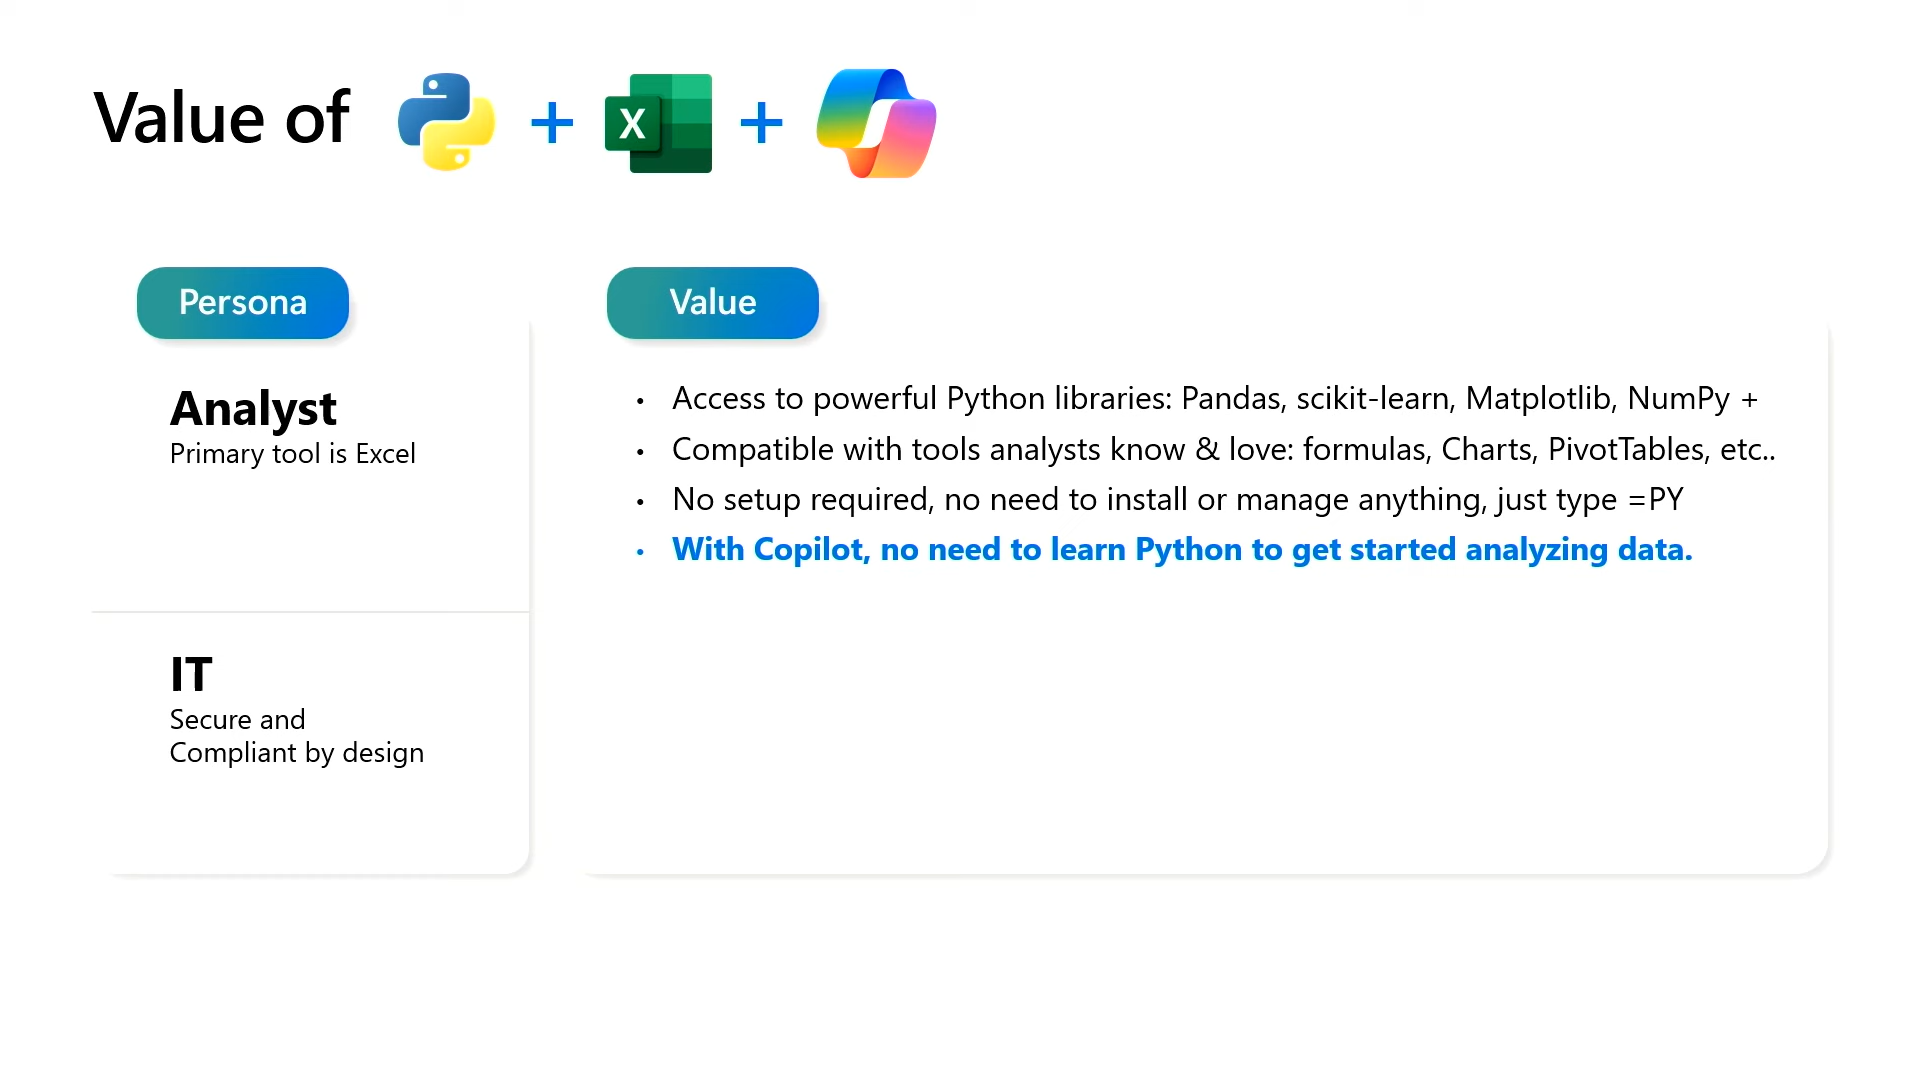 Value of + X +
Persona
Value
Analyst
Primary tool is Excel
• Access to powerful Python libraries: Pandas, scikit-learn, Matplotlib, NumPy +
• Compatible with tools analysts know & love: formulas, Charts, PivotTables, etc..
• No setup required, no need to install or manage anything, just type =PY
• With Copilot, no need to learn Python to get started analyzing data.
IT
Secure and
Compliant by design